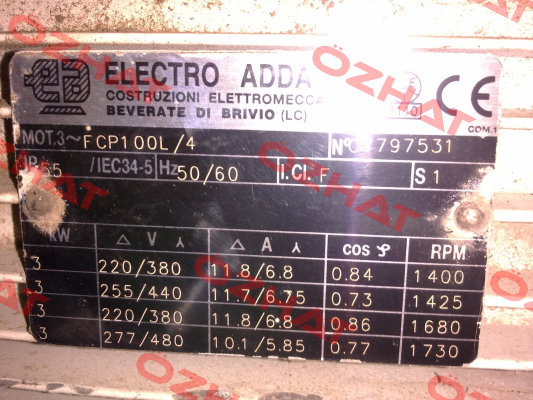 ELECTRO ADDA
COSTRUZIONI ELETTROMECCA
BEVERATE DI BRIVIO (LC)
CE
COM.1
MOT.3~FCP100L/4 Nº 797531
/IEC34-5 Hz 50/60 I.Cl. F S1
kW △ V ⅄ △ A ⅄ cos φ RPM
3 220/380 11.8/6.8 0.84 1400
3 255/440 11.7/6.75 0.73 1425
3 220/380 11.8/6.8 0.86 1680
3 277/480 10.1/5.85 0.77 1730
OZHAT
OZHAT
OZHAT
OZHAT
OZHAT